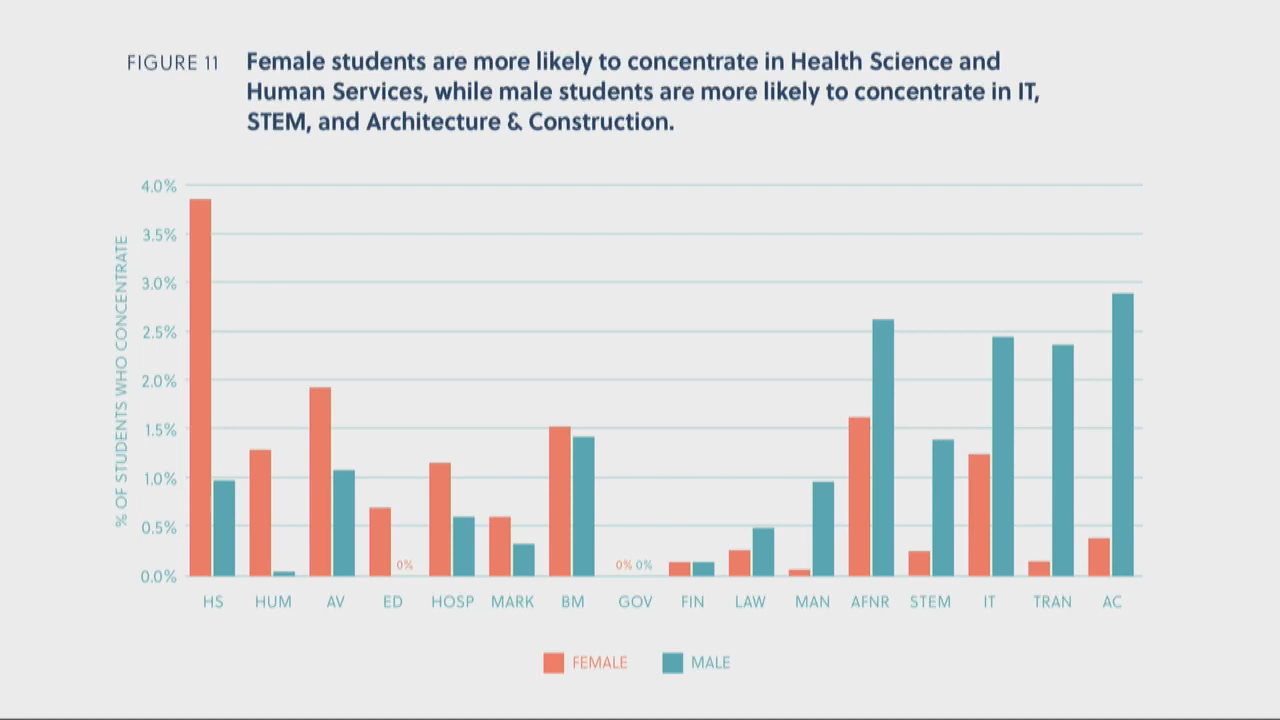 FIGURE 11
Female students are more likely to concentrate in Health Science and
Human Services, while male students are more likely to concentrate in IT,
STEM, and Architecture & Construction.
% OF STUDENTS WHO CONCENTRATE
4.0%
3.5%
3.0%
2.5%
2.0%
1.5%
1.0%
0.5%
0.0%
0%
0% 0%
HS HUM AV ED HOSP MARK BM GOV FIN LAW MAN AFNR STEM IT TRAN AC
FEMALE MALE